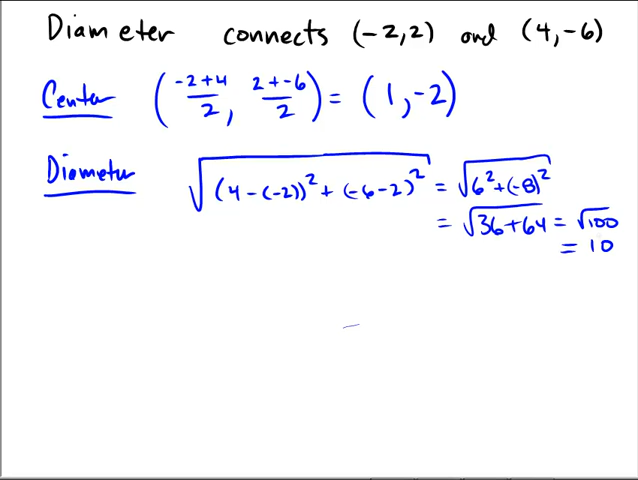 Diameter connects (-2,2) and (4,-6)
Center (-2+4/2, 2+-6/2) = (1,-2)
Diameter √((4-(-2))²+(-6-2)²) = √(6²+(-8)²)
= √(36+64) = √100
= 10